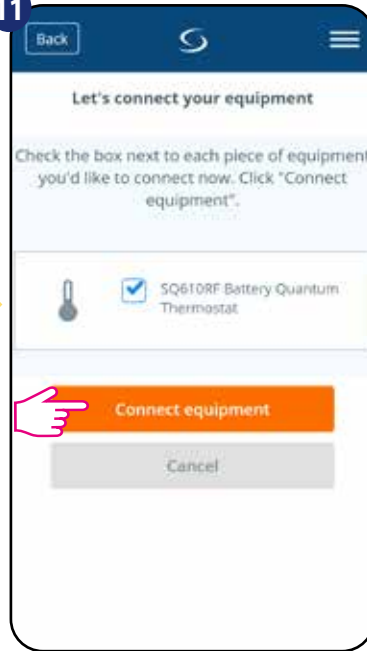 11
Back
Let's connect your equipment
Check the box next to each piece of equipment
you'd like to connect now. Click "Connect
equipment".
SQ610RF Battery Quantum
Thermostat
Connect equipment
Cancel